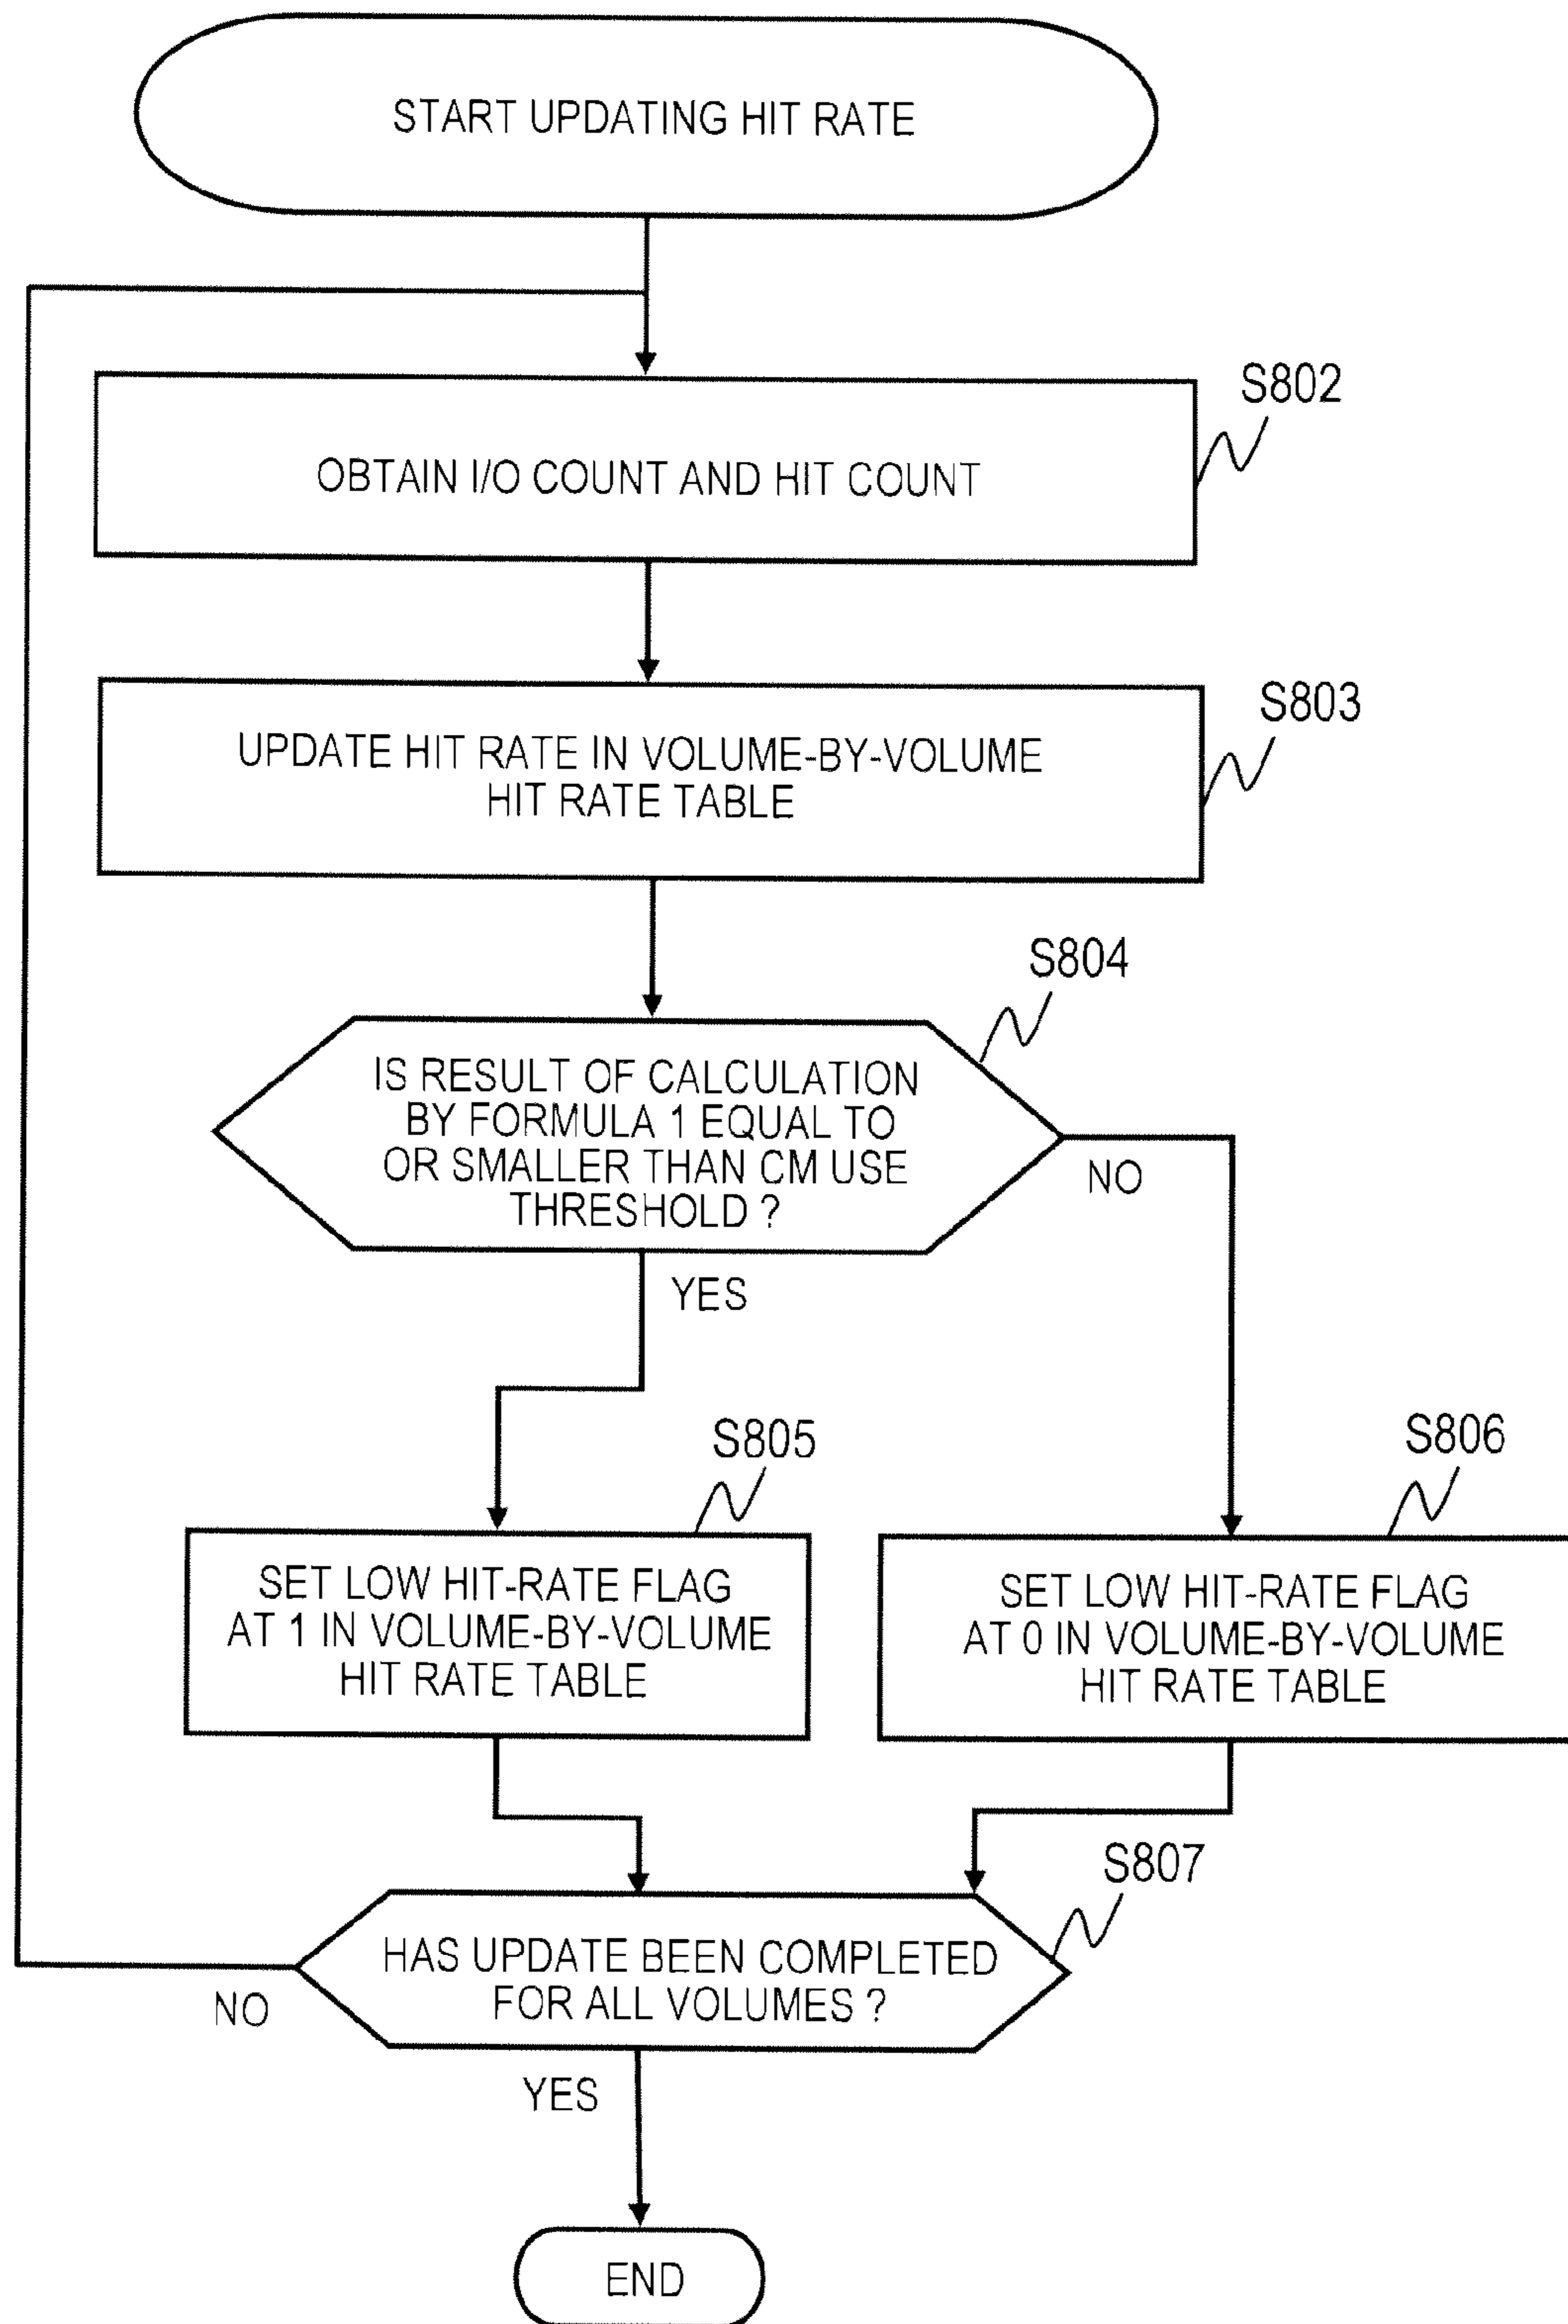 START UPDATING HIT RATE
S802
OBTAIN I/O COUNT AND HIT COUNT
S803
UPDATE HIT RATE IN VOLUME-BY-VOLUME
HIT RATE TABLE
S804
IS RESULT OF CALCULATION
BY FORMULA 1 EQUAL TO
OR SMALLER THAN CM USE
THRESHOLD ?
NO
YES
S805
SET LOW HIT-RATE FLAG
AT 1 IN VOLUME-BY-VOLUME
HIT RATE TABLE
S806
SET LOW HIT-RATE FLAG
AT 0 IN VOLUME-BY-VOLUME
HIT RATE TABLE
S807
HAS UPDATE BEEN COMPLETED
FOR ALL VOLUMES ?
NO
YES
END